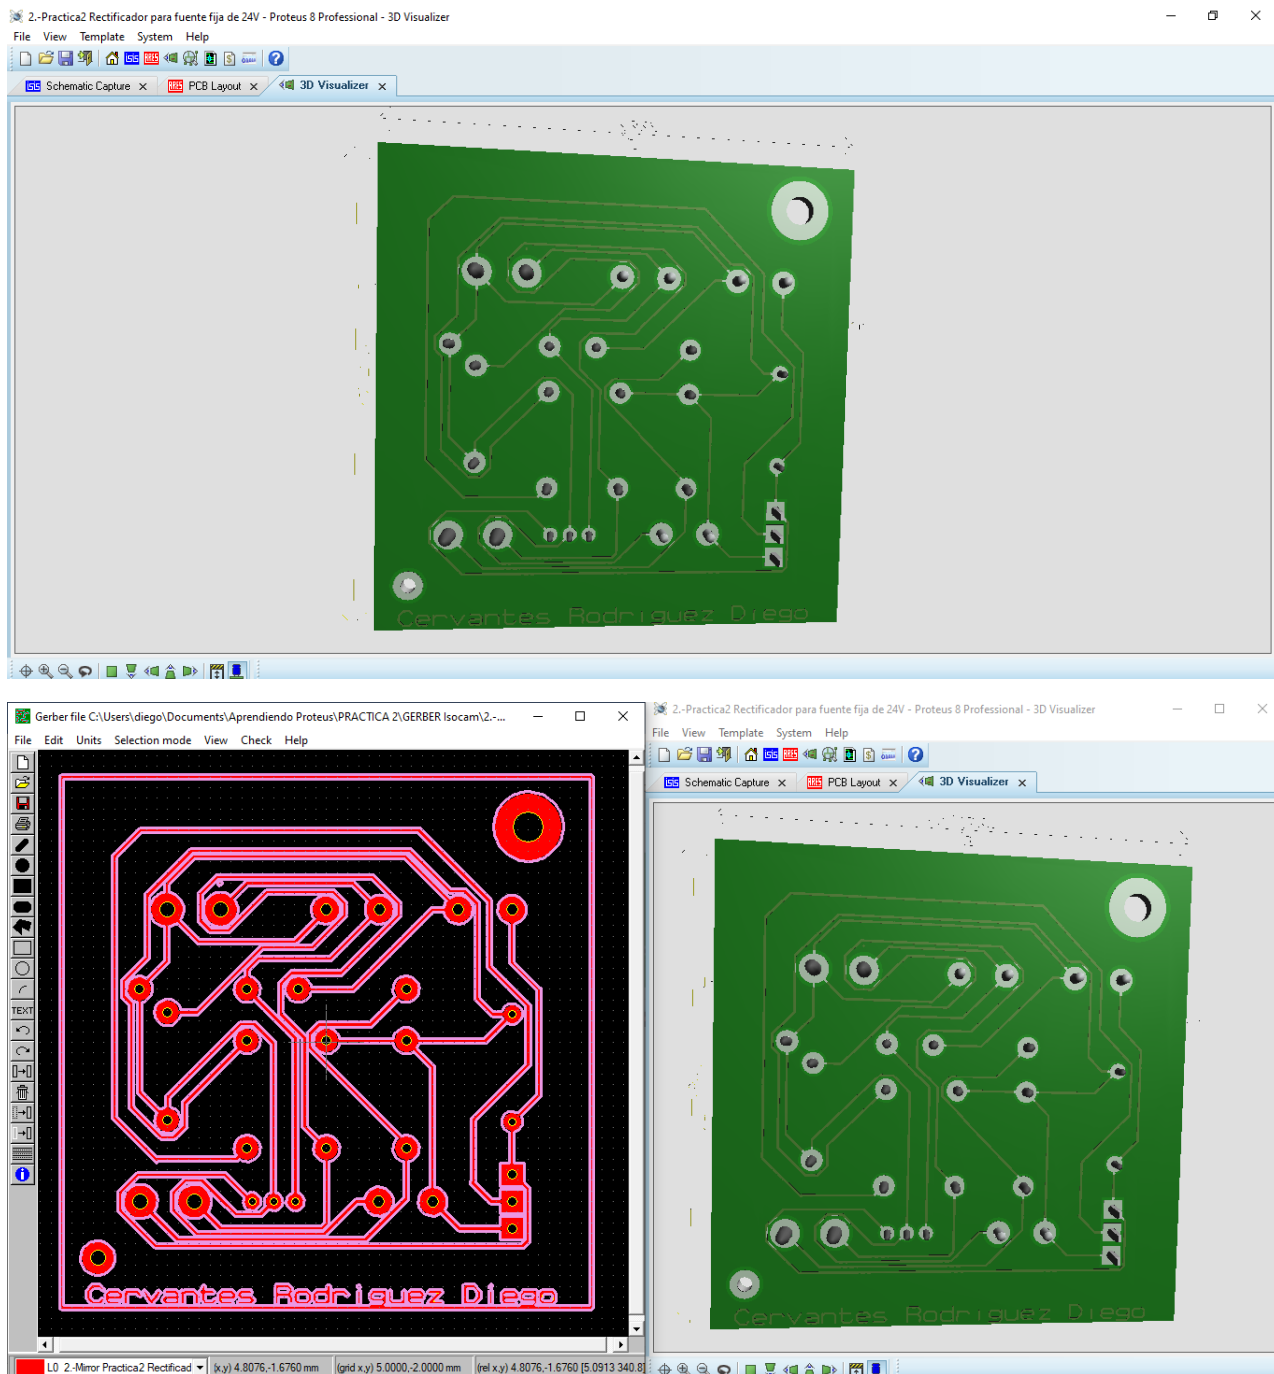 2.-Practica2 Rectificador para fuente fija de 24V - Proteus 8 Professional - 3D Visualizer
File View Template System Help
Schematic Capture x PCB Layout x 3D Visualizer x
Cervantes Rodriguez Diego
Gerber file C:\Users\diego\Documents\Aprendiendo Proteus\PRACTICA 2\GERBER Isocam\2.-...
File Edit Units Selection mode View Check Help
TEXT
Cervantes Rodriguez Diego
L0 2.-Mirror Practica2 Rectificad (x,y) 4.8076,-1.6760 mm (grid x,y) 5.0000,-2.0000 mm (rel x,y) 4.8076,-1.6760 [5.0913 340.8]
2.-Practica2 Rectificador para fuente fija de 24V - Proteus 8 Professional - 3D Visualizer
File View Template System Help
Schematic Capture x PCB Layout x 3D Visualizer x
Cervantes Rodriguez Diego